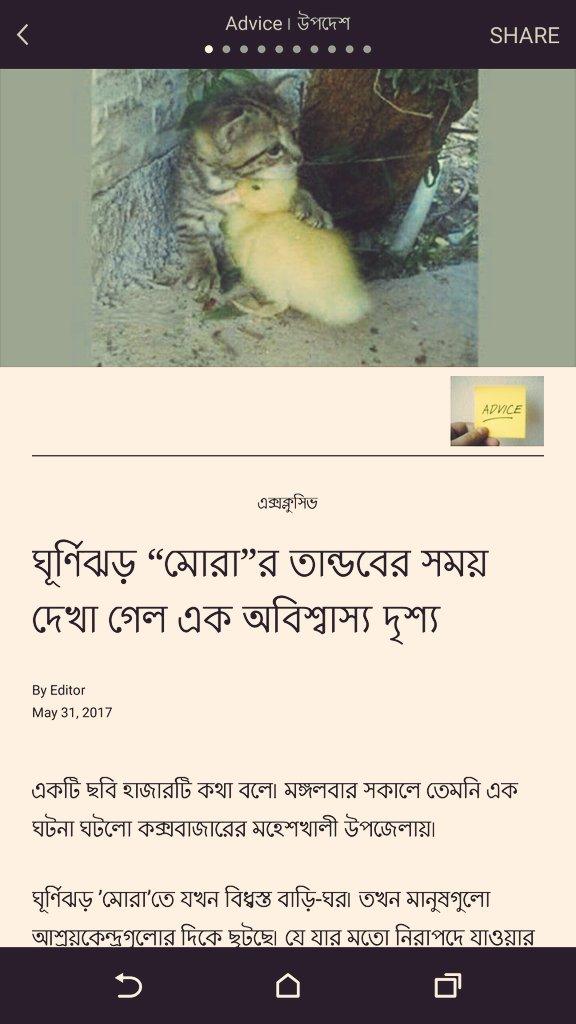 Advice | উপদেশ
SHARE
ADVICE
এক্সক্লুসিভ
ঘূর্ণিঝড় “মোরা”র তান্ডবের সময়
দেখা গেল এক অবিশ্বাস্য দৃশ্য
By Editor
May 31, 2017
একটি ছবি হাজারটি কথা বলে। মঙ্গলবার সকালে তেমনি এক
ঘটনা ঘটলো কক্সবাজারের মহেশখালী উপজেলায়।
ঘূর্ণিঝড় ’মোরা’তে যখন বিধ্বস্ত বাড়ি-ঘর। তখন মানুষগুলো
আশ্রয়কেন্দ্রগুলোর দিকে ছুটছে। যে যার মতো নিরাপদে যাওয়ার